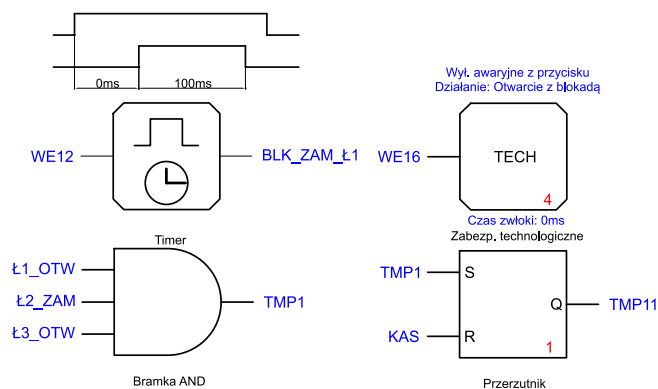 0ms 100ms
WE12 BLK_ZAM_Ł1
Timer
Wył. awaryjne z przycisku
Działanie: Otwarcie z blokadą
WE16 TECH
4
Czas zwłoki: 0ms
Zabezp. technologiczne
Ł1_OTW
Ł2_ZAM TMP1
Ł3_OTW
Bramka AND
TMP1 S
Q TMP11
KAS R
1
Przerzutnik